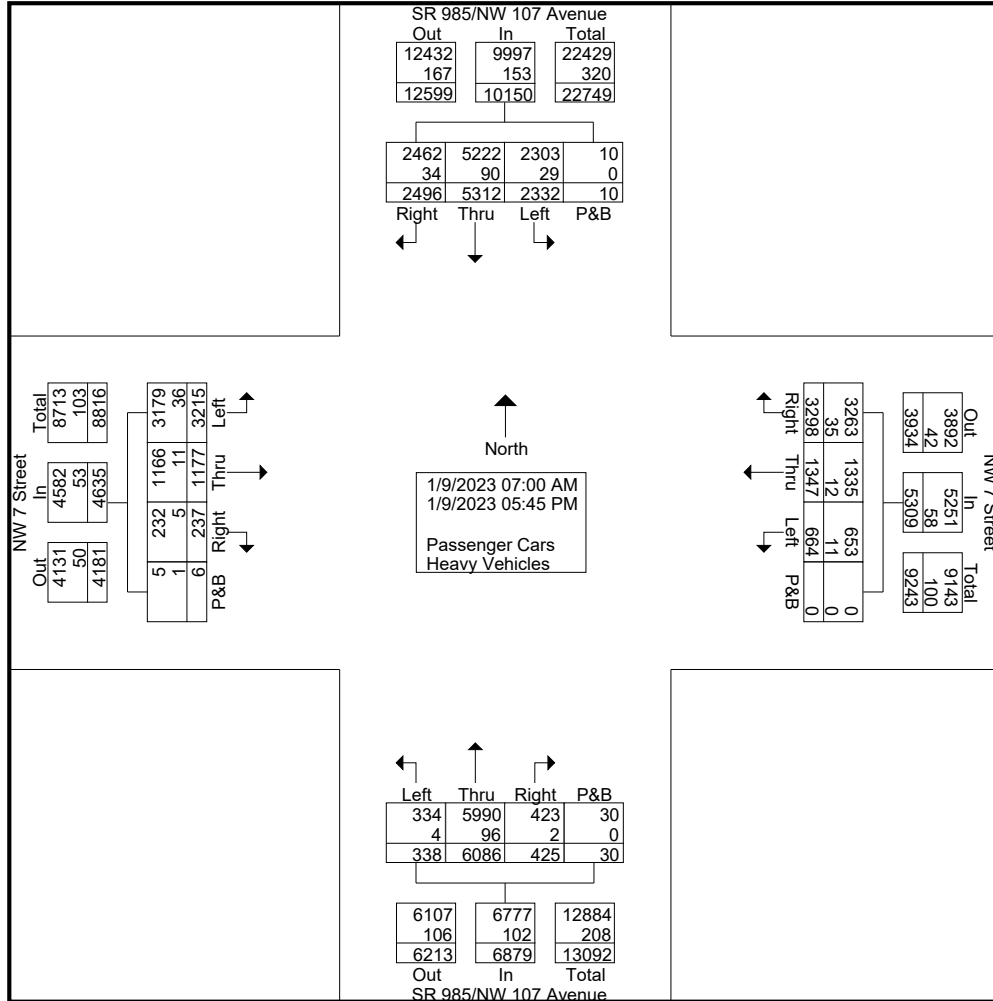 SR 985/NW 107 Avenue
Out In Total
12432 9997 22429
167 153 320
12599 10150 22749
2462 5222 2303 10
34 90 29 0
2496 5312 2332 10
Right Thru Left P&B
NW 7 Street
Total In Out
8713 4582 4131
103 53 50
8816 4635 4181
3179 1166 232 5
36 11 5 1
3215 1177 237 6
Left Thru Right P&B
North
1/9/2023 07:00 AM
1/9/2023 05:45 PM
Passenger Cars
Heavy Vehicles
Right Thru Left P&B
3263 1335 653 0
35 12 11 0
3298 1347 664 0
Out In Total
3892 5251 9143
42 58 100
3934 5309 9243
NW 7 Street
Left Thru Right P&B
334 5990 423 30
4 96 2 0
338 6086 425 30
6107 6777 12884
106 102 208
6213 6879 13092
Out In Total
SR 985/NW 107 Avenue